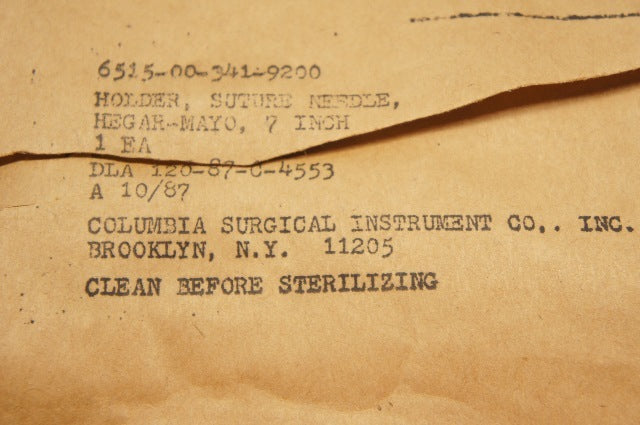 6515-00-341-9200
HOLDER, SUTURE NEEDLE,
HEGAR-MAYO, 7 INCH
1 EA
DLA 120-87-C-4553
A 10/87
COLUMBIA SURGICAL INSTRUMENT CO,. INC.
BROOKLYN, N.Y. 11205
CLEAN BEFORE STERILIZING